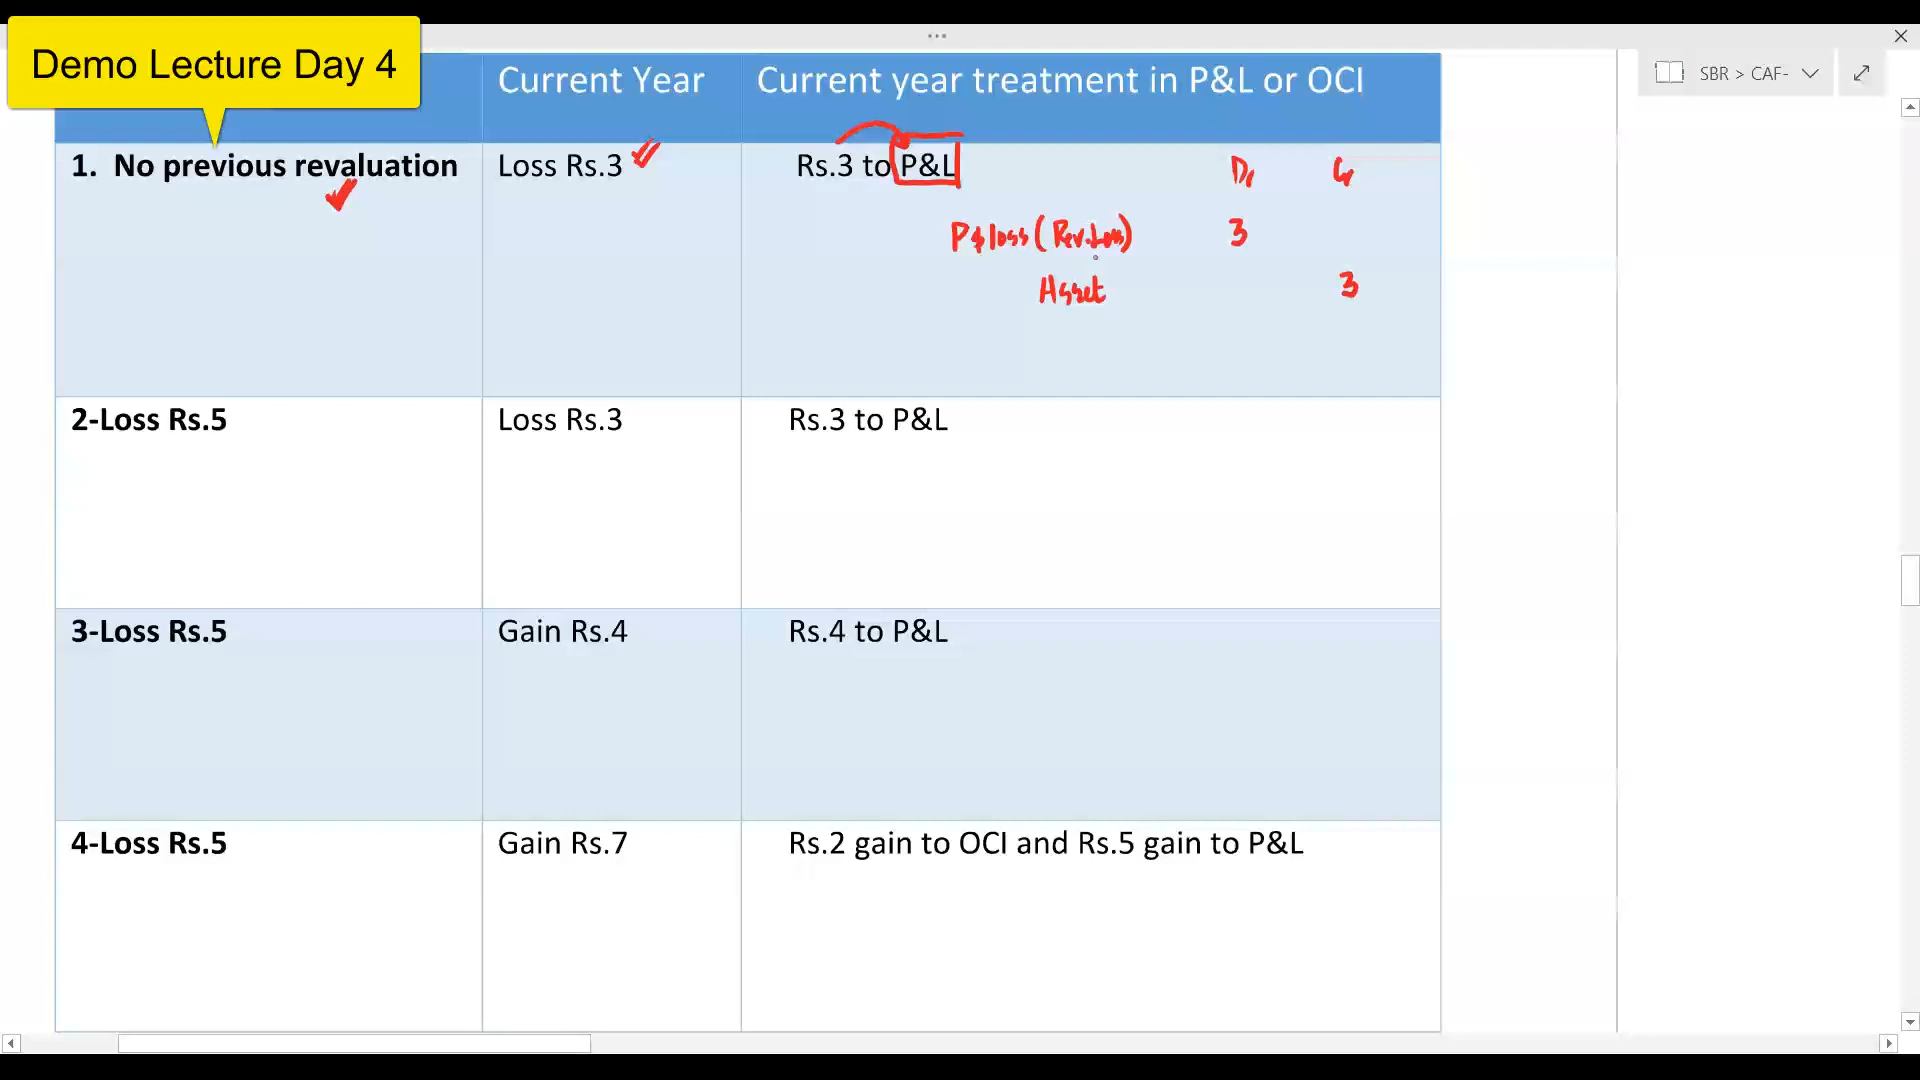 Demo Lecture Day 4
Current Year
Current year treatment in P&L or OCI
SBR > CAF-
1. No previous revaluation
Loss Rs.3
Rs.3 to P&L
Dr Cr
P & loss (Rev.Loss) 3
Asset 3
2-Loss Rs.5
Loss Rs.3
Rs.3 to P&L
3-Loss Rs.5
Gain Rs.4
Rs.4 to P&L
4-Loss Rs.5
Gain Rs.7
Rs.2 gain to OCI and Rs.5 gain to P&L